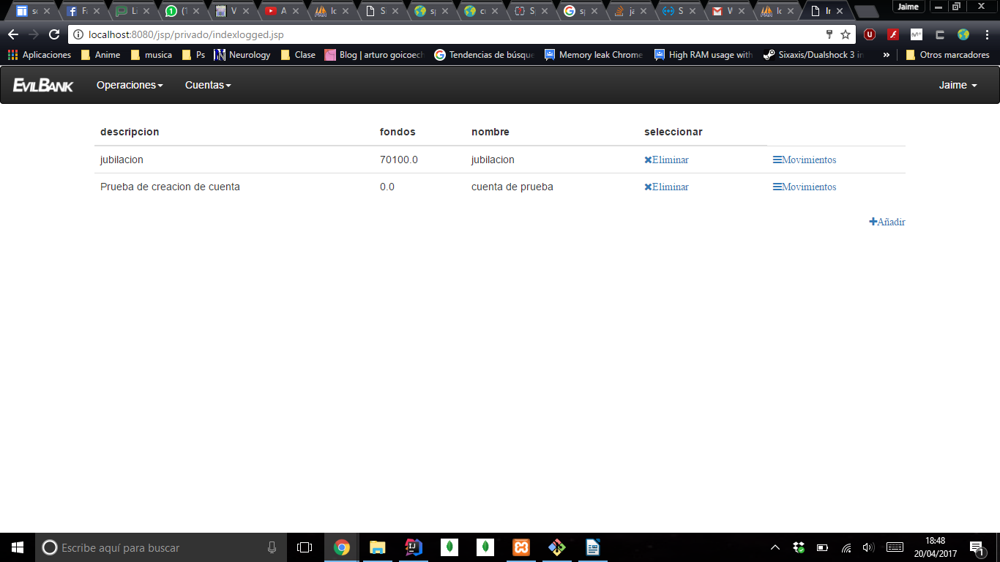 Jaime
localhost:8080/jsp/privado/indexlogged.jsp
Aplicaciones Anime musica Ps Neurology Clase Blog | arturo goicoech Tendencias de búsque Memory leak Chrome High RAM usage with Sixaxis/Dualshock 3 in » Otros marcadores
EVILBANK Operaciones Cuentas Jaime
descripcion fondos nombre seleccionar
jubilacion 70100.0 jubilacion Eliminar Movimientos
Prueba de creacion de cuenta 0.0 cuenta de prueba Eliminar Movimientos
Añadir
Escribe aquí para buscar
18:48
20/04/2017
1